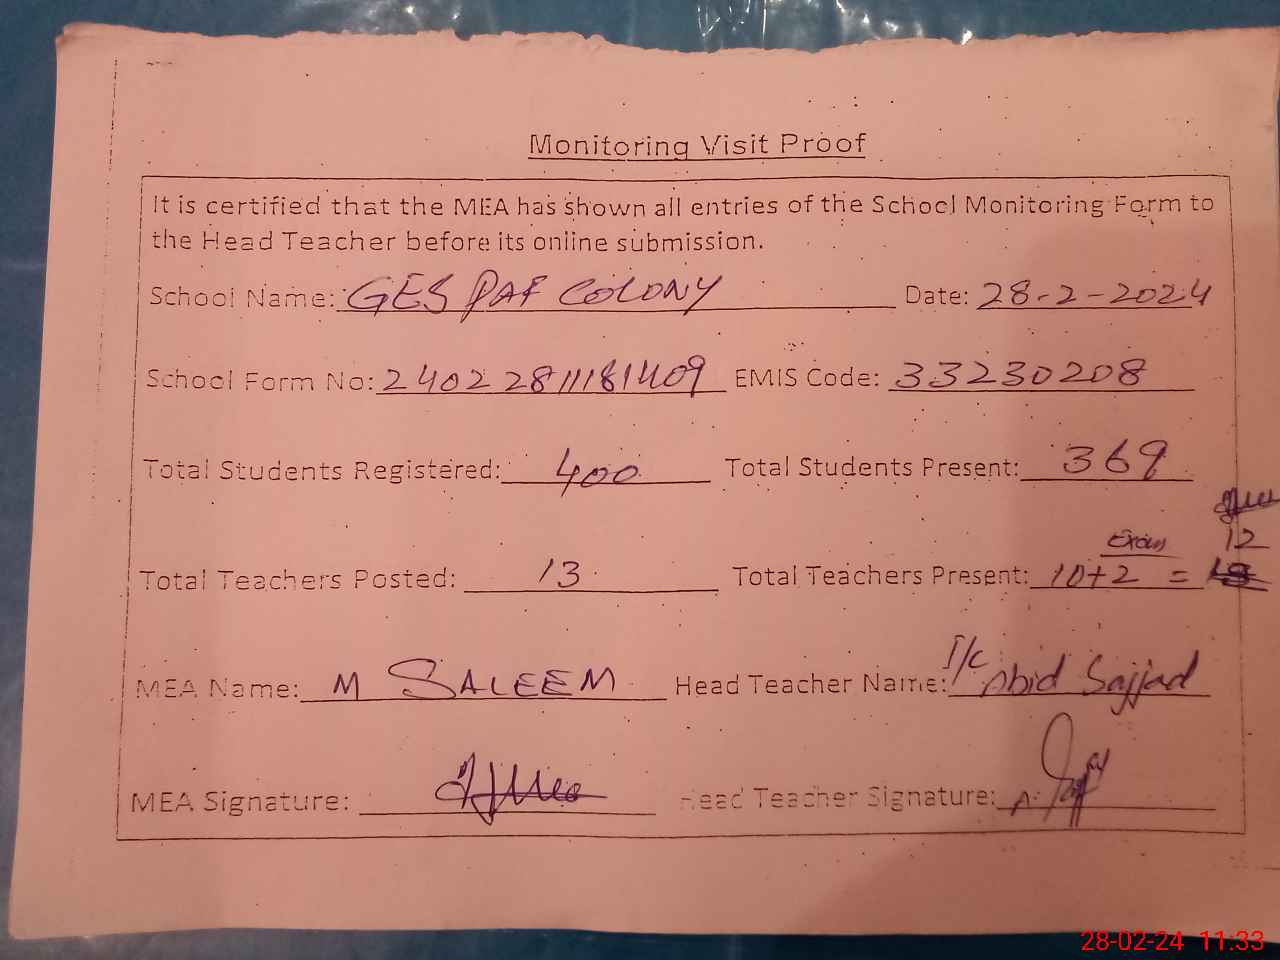 Monitoring Visit Proof
It is certified that the MEA has shown all entries of the School Monitoring Form to
the Head Teacher before its online submission.
School Name: GES PAF COLONY Date: 28-2-2024
School Form No: 24022811181409 EMIS Code: 33230208
Total Students Registered: 400 Total Students Present: 369
Exam 12
Total Teachers Posted: 13 Total Teachers Present: 10+2 =
MEA Name: M SALEEM Head Teacher Name: I/C Abid Sajjad
MEA Signature: Head Teacher Signature:
28-02-24 11:33